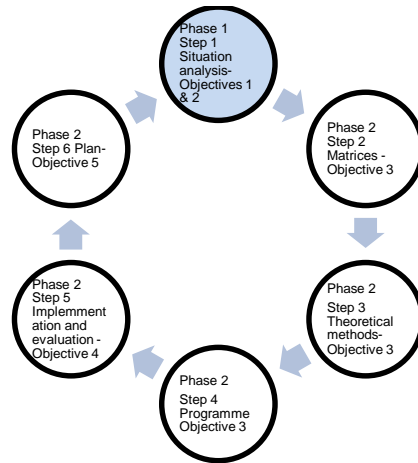 Phase 1
Step 1
Situation
analysis-
Objectives 1
& 2
Phase 2
Step 2
Matrices -
Objective 3
Phase 2
Step 3
Theoretical
methods-
Objective 3
Phase 2
Step 4
Programme
Objective 3
Phase 2
Step 5
Implemment
ation and
evaluation -
Objective 4
Phase 2
Step 6 Plan-
Objective 5